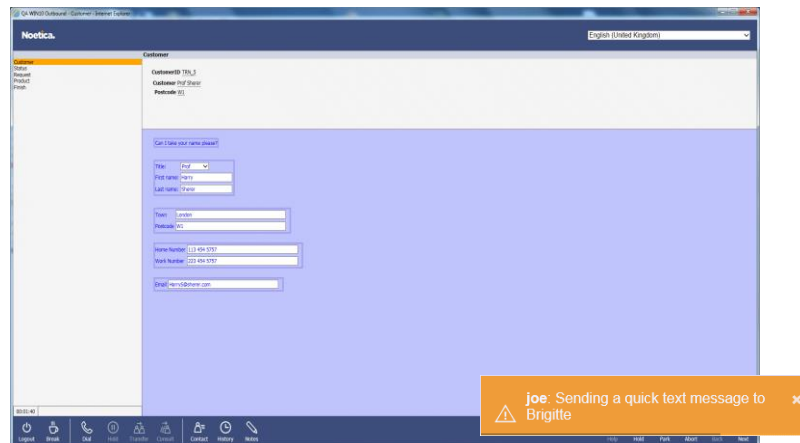 QA WIN10 Outbound - Customer - Internet Explorer
Noetica.
English (United Kingdom)
Customer
Status
Request
Product
Finish
Customer
CustomerID TRN_5
Customer Prof Sherer
Postcode W1
Can I take your name please?
Title: Prof
First name: Harry
Last name: Sherer
Town: London
Postcode: W1
Home Number 113 454 5757
Work Number 223 454 5757
Email: HarryS@sherer.com
joe: Sending a quick text message to
Brigitte
00:01:40
Logout Break Dial Hold Transfer Consult Contact History Notes Help Hold Park Abort Back Next